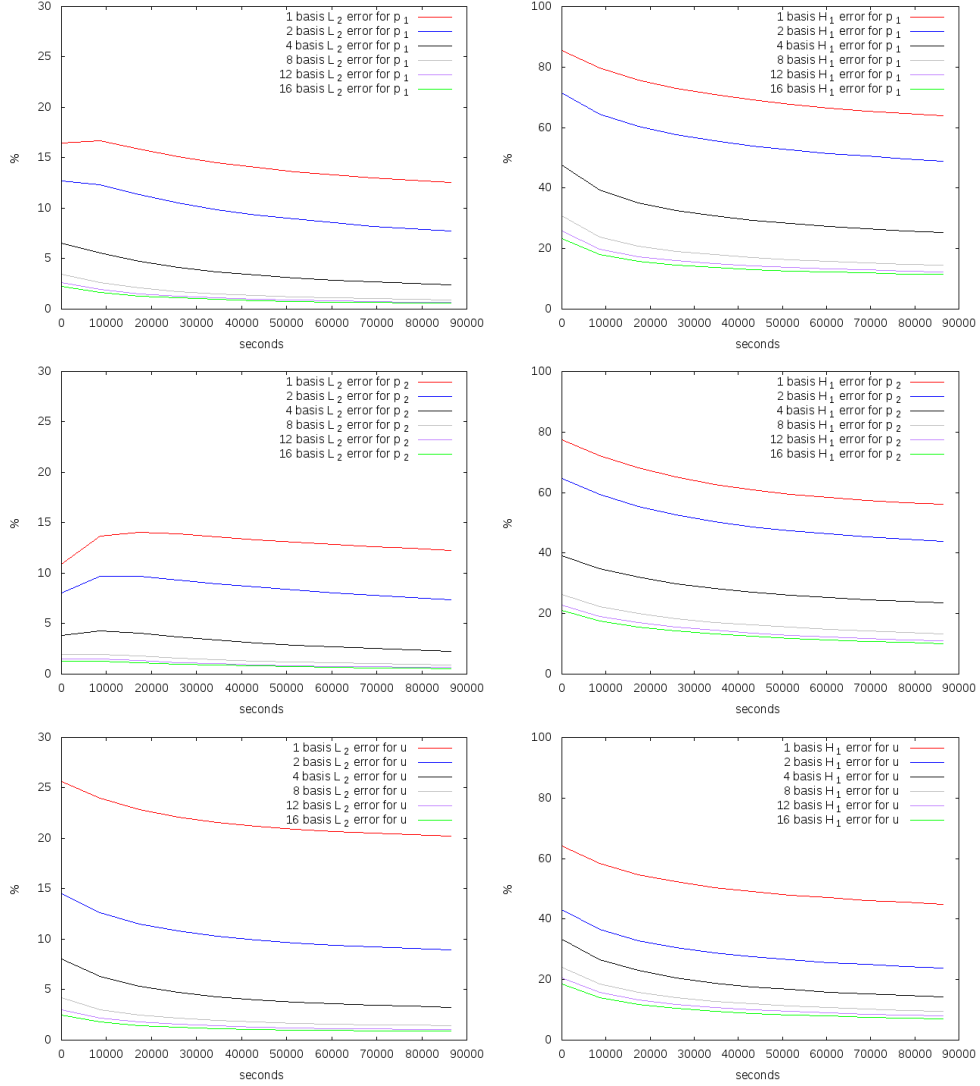 1 basis L 2 error for p 1
2 basis L 2 error for p 1
4 basis L 2 error for p 1
8 basis L 2 error for p 1
12 basis L 2 error for p 1
16 basis L 2 error for p 1
30
25
20
15
10
5
0
%
0 10000 20000 30000 40000 50000 60000 70000 80000 90000
seconds
1 basis H 1 error for p 1
2 basis H 1 error for p 1
4 basis H 1 error for p 1
8 basis H 1 error for p 1
12 basis H 1 error for p 1
16 basis H 1 error for p 1
100
80
60
40
20
0
%
0 10000 20000 30000 40000 50000 60000 70000 80000 90000
seconds
1 basis L 2 error for p 2
2 basis L 2 error for p 2
4 basis L 2 error for p 2
8 basis L 2 error for p 2
12 basis L 2 error for p 2
16 basis L 2 error for p 2
30
25
20
15
10
5
0
%
0 10000 20000 30000 40000 50000 60000 70000 80000 90000
seconds
1 basis H 1 error for p 2
2 basis H 1 error for p 2
4 basis H 1 error for p 2
8 basis H 1 error for p 2
12 basis H 1 error for p 2
16 basis H 1 error for p 2
100
80
60
40
20
0
%
0 10000 20000 30000 40000 50000 60000 70000 80000 90000
seconds
1 basis L 2 error for u
2 basis L 2 error for u
4 basis L 2 error for u
8 basis L 2 error for u
12 basis L 2 error for u
16 basis L 2 error for u
30
25
20
15
10
5
0
%
0 10000 20000 30000 40000 50000 60000 70000 80000 90000
seconds
1 basis H 1 error for u
2 basis H 1 error for u
4 basis H 1 error for u
8 basis H 1 error for u
12 basis H 1 error for u
16 basis H 1 error for u
100
80
60
40
20
0
%
0 10000 20000 30000 40000 50000 60000 70000 80000 90000
seconds